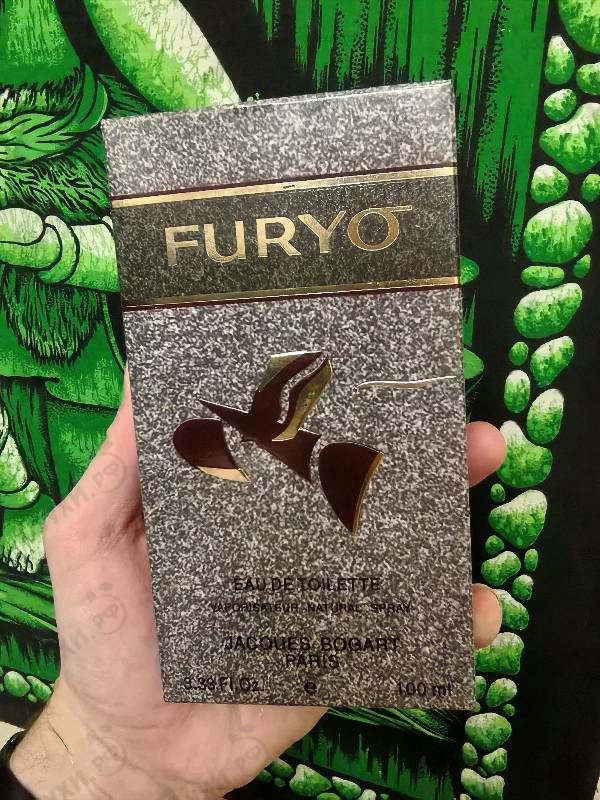 FURYO
EAU DE TOILETTE
VAPORISATEUR NATURAL SPRAY
JACQUES BOGART
PARIS
3.33 Fl. Oz. e 100 ml